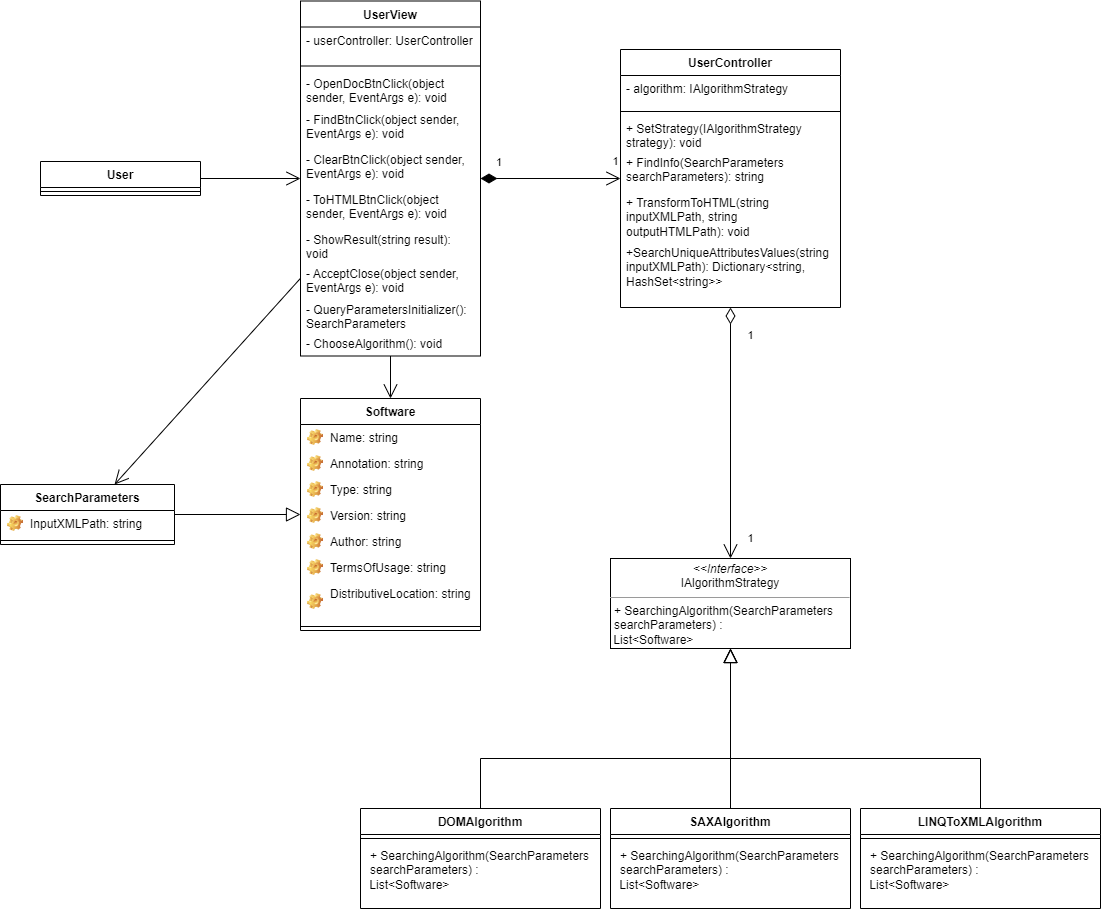 UserView
- userController: UserController
- OpenDocBtnClick(object
sender, EventArgs e): void
- FindBtnClick(object sender,
EventArgs e): void
- ClearBtnClick(object sender,
EventArgs e): void
- ToHTMLBtnClick(object
sender, EventArgs e): void
- ShowResult(string result):
void
- AcceptClose(object sender,
EventArgs e): void
- QueryParametersInitializer():
SearchParameters
- ChooseAlgorithm(): void
User
1
1
UserController
- algorithm: IAlgorithmStrategy
+ SetStrategy(IAlgorithmStrategy
strategy): void
+ FindInfo(SearchParameters
searchParameters): string
+ TransformToHTML(string
inputXMLPath, string
outputHTMLPath): void
+SearchUniqueAttributesValues(string
inputXMLPath): Dictionary<string,
HashSet<string>>
1
1
Software
Name: string
Annotation: string
Type: string
Version: string
Author: string
TermsOfUsage: string
DistributiveLocation: string
SearchParameters
InputXMLPath: string
<<Interface>>
IAlgorithmStrategy
+ SearchingAlgorithm(SearchParameters
searchParameters) :
List<Software>
DOMAlgorithm
+ SearchingAlgorithm(SearchParameters
searchParameters) :
List<Software>
SAXAlgorithm
+ SearchingAlgorithm(SearchParameters
searchParameters) :
List<Software>
LINQToXMLAlgorithm
+ SearchingAlgorithm(SearchParameters
searchParameters) :
List<Software>